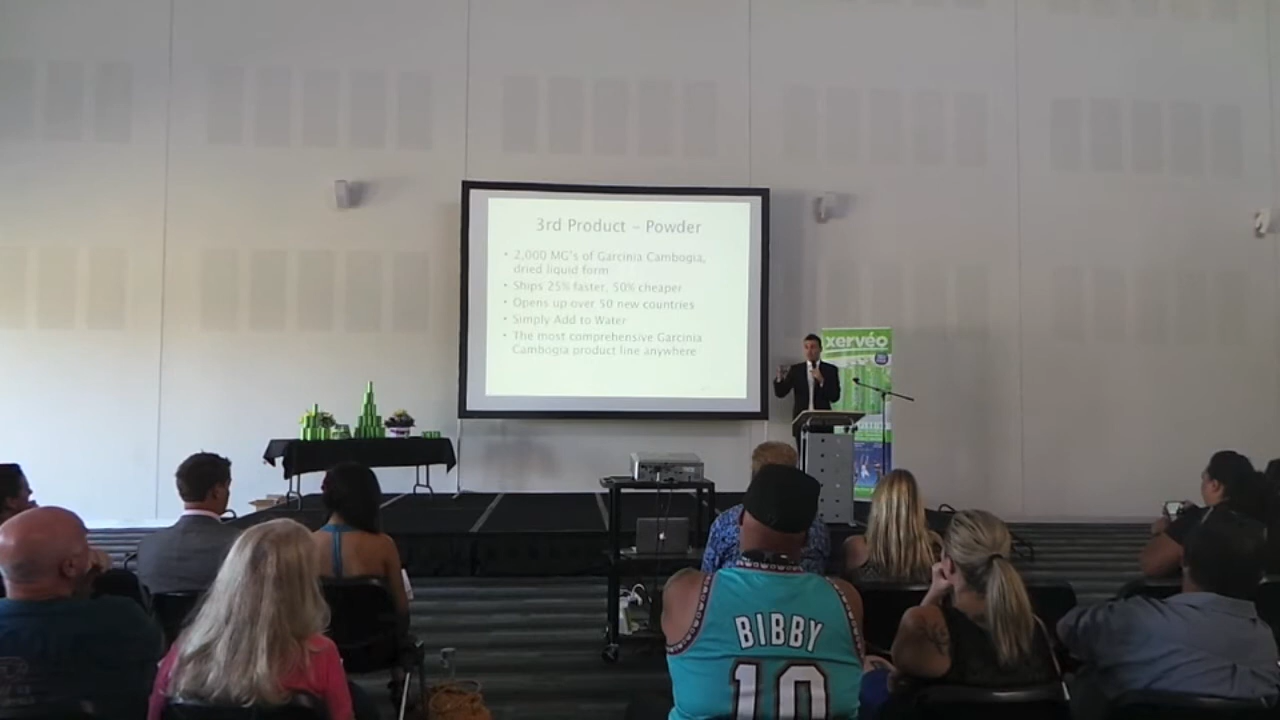 3rd Product – Powder
• 2,000 MG's of Garcinia Cambogia,
dried liquid form
• Ships 25% faster, 50% cheaper
• Opens up over 50 new countries
• Simply Add to Water
• The most comprehensive Garcinia
Cambogia product line anywhere
xervéo
BIBBY
10